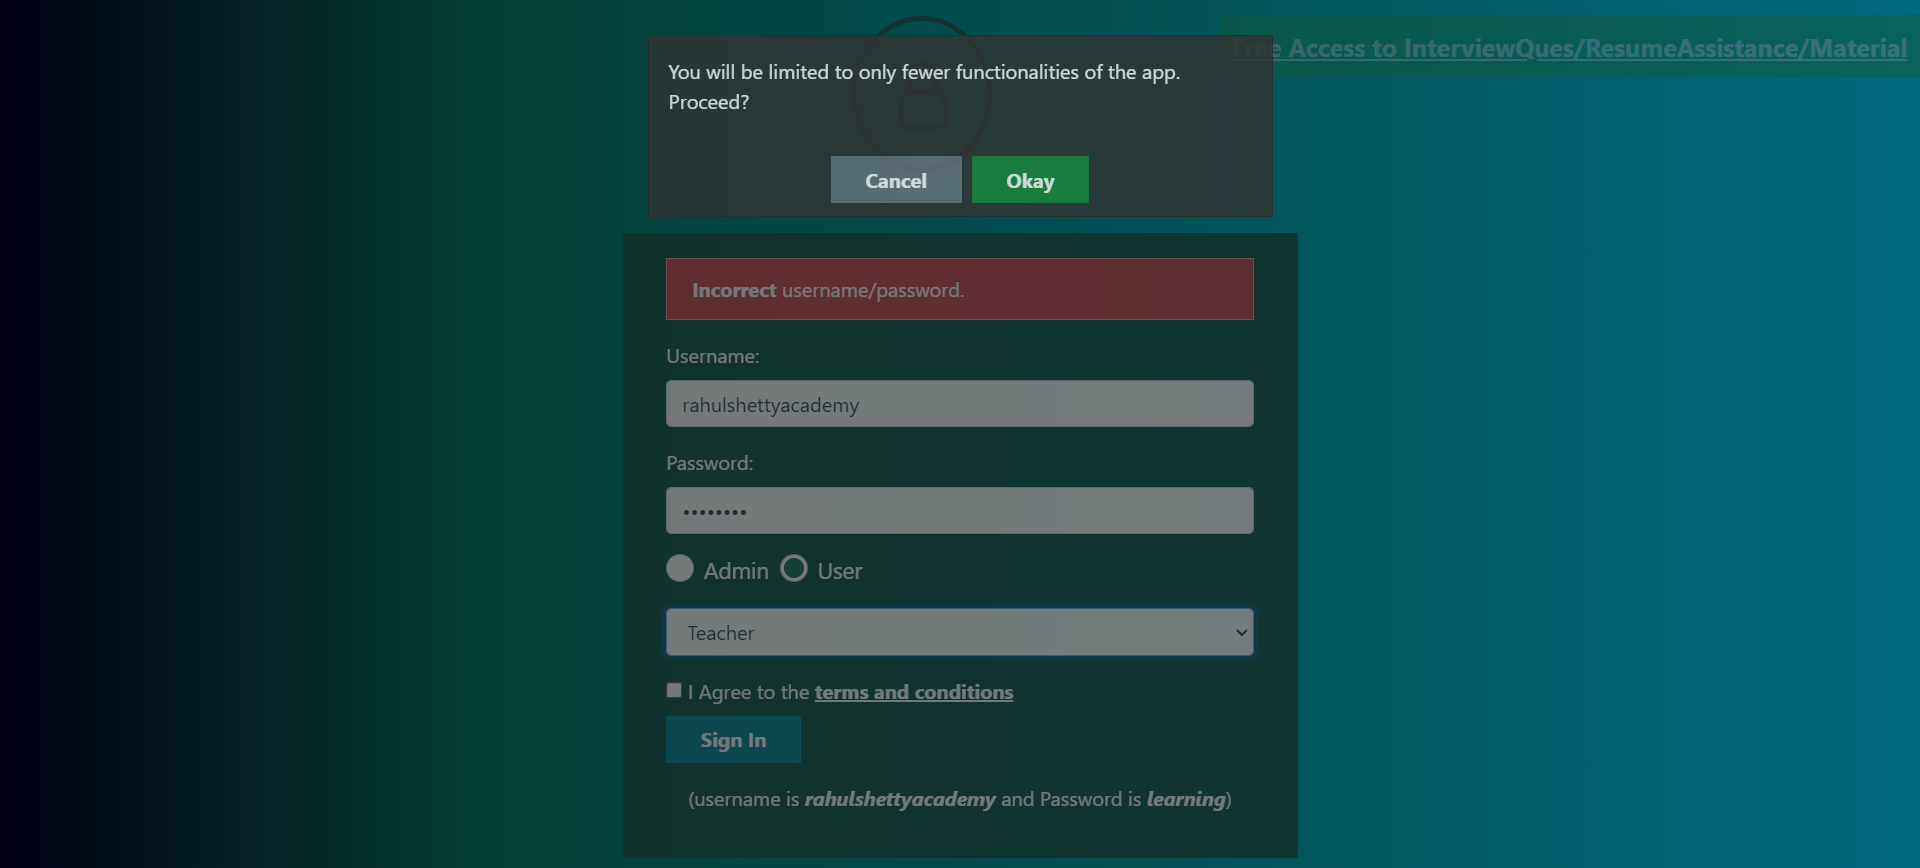 Free Access to InterviewQues/ResumeAssistance/Material
You will be limited to only fewer functionalities of the app.
Proceed?
Cancel Okay
Incorrect username/password.
Username:
rahulshettyacademy
Password:
••••••••
Admin User
Teacher
I Agree to the terms and conditions
Sign In
(username is rahulshettyacademy and Password is learning)